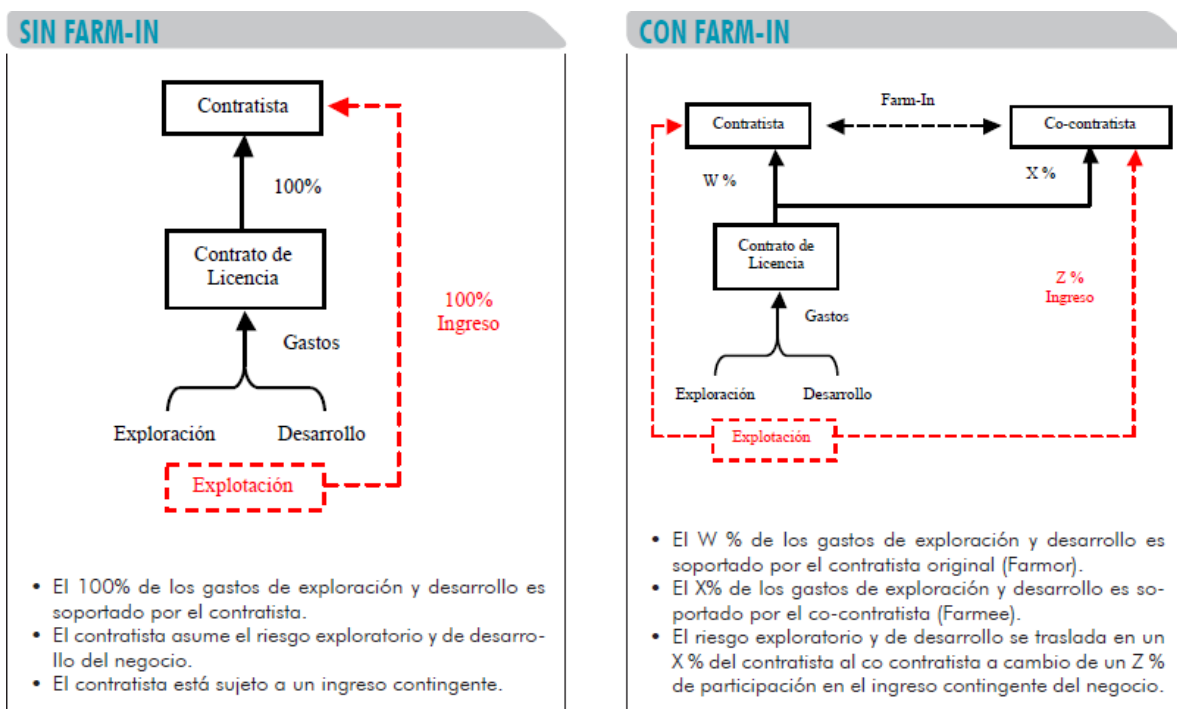 SIN FARM-IN
Contratista
100%
Contrato de
Licencia
100%
Ingreso
Gastos
Exploración
Desarrollo
Explotación
• El 100% de los gastos de exploración y desarrollo es
soportado por el contratista.
• El contratista asume el riesgo exploratorio y de desarro-
llo del negocio.
• El contratista está sujeto a un ingreso contingente.
CON FARM-IN
Farm-In
Contratista
Co-contratista
W %
X %
Contrato de
Licencia
Z %
Ingreso
Gastos
Exploración
Desarrollo
Explotación
• El W % de los gastos de exploración y desarrollo es
soportado por el contratista original (Farmor).
• El X% de los gastos de exploración y desarrollo es so-
portado por el co-contratista (Farmee).
• El riesgo exploratorio y de desarrollo se traslada en un
X % del contratista al co contratista a cambio de un Z %
de participación en el ingreso contingente del negocio.